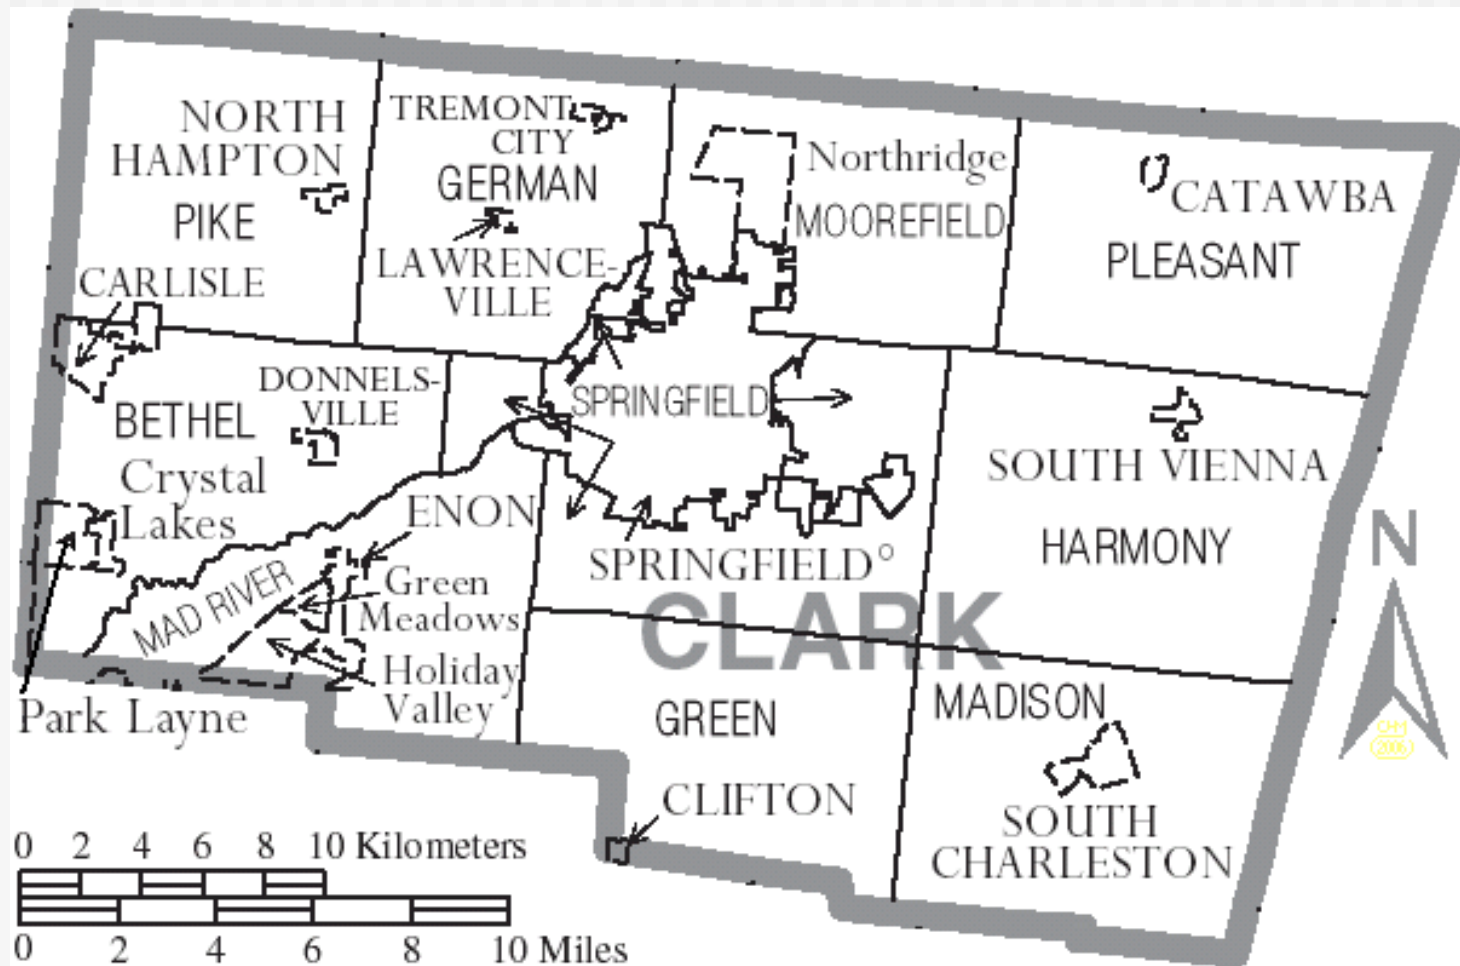 NORTH
HAMPTON
PIKE
CARLISLE
TREMONT
CITY
GERMAN
LAWRENCE-
VILLE
Northridge
MOOREFIELD
CATAWBA
PLEASANT
DONNELS-
VILLE
BETHEL
Crystal
Lakes
SPRINGFIELD
SOUTH VIENNA
HARMONY
ENON
SPRINGFIELD°
MAD RIVER
Green
Meadows
Holiday
Valley
Park Layne
CLARK
GREEN
MADISON
CLIFTON
SOUTH
CHARLESTON
N
CHM
2006
0 2 4 6 8 10 Kilometers
0 2 4 6 8 10 Miles